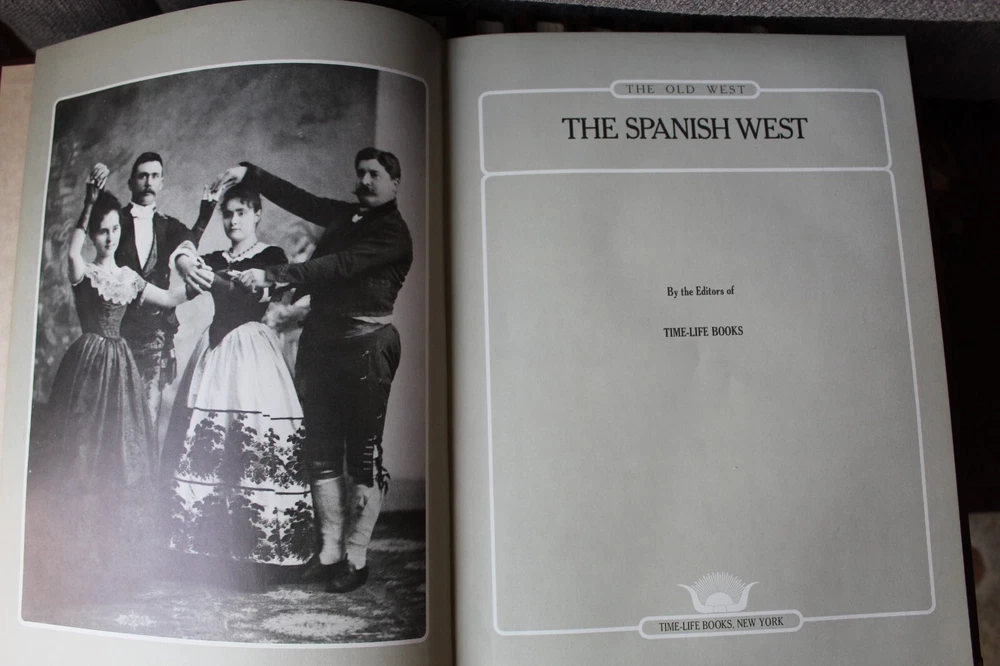 THE OLD WEST
THE SPANISH WEST
By the Editors of
TIME-LIFE BOOKS
TIME-LIFE BOOKS, NEW YORK